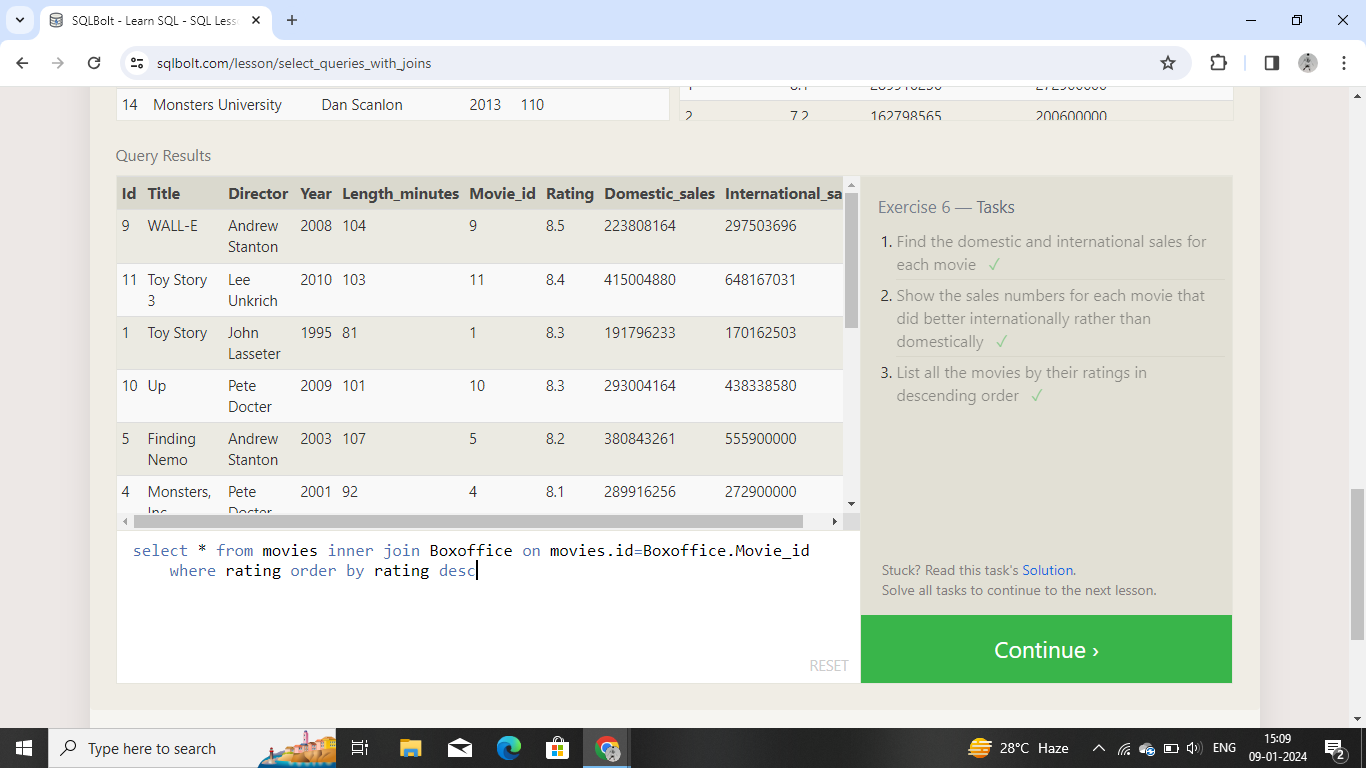 SQLBolt - Learn SQL - SQL Less
sqlbolt.com/lesson/select_queries_with_joins
14 Monsters University Dan Scanlon 2013 110
2 7.2 162798565 200600000
Query Results
Id Title Director Year Length_minutes Movie_id Rating Domestic_sales International_sa
9 WALL-E Andrew Stanton 2008 104 9 8.5 223808164 297503696
11 Toy Story 3 Lee Unkrich 2010 103 11 8.4 415004880 648167031
1 Toy Story John Lasseter 1995 81 1 8.3 191796233 170162503
10 Up Pete Docter 2009 101 10 8.3 293004164 438338580
5 Finding Nemo Andrew Stanton 2003 107 5 8.2 380843261 555900000
4 Monsters, Inc Pete Docter 2001 92 4 8.1 289916256 272900000
select * from movies inner join Boxoffice on movies.id=Boxoffice.Movie_id
where rating order by rating desc
RESET
Exercise 6 — Tasks
1. Find the domestic and international sales for
each movie ✓
2. Show the sales numbers for each movie that
did better internationally rather than
domestically ✓
3. List all the movies by their ratings in
descending order ✓
Stuck? Read this task's Solution.
Solve all tasks to continue to the next lesson.
Continue ›
Type here to search
28°C Haze
ENG
15:09
09-01-2024
2